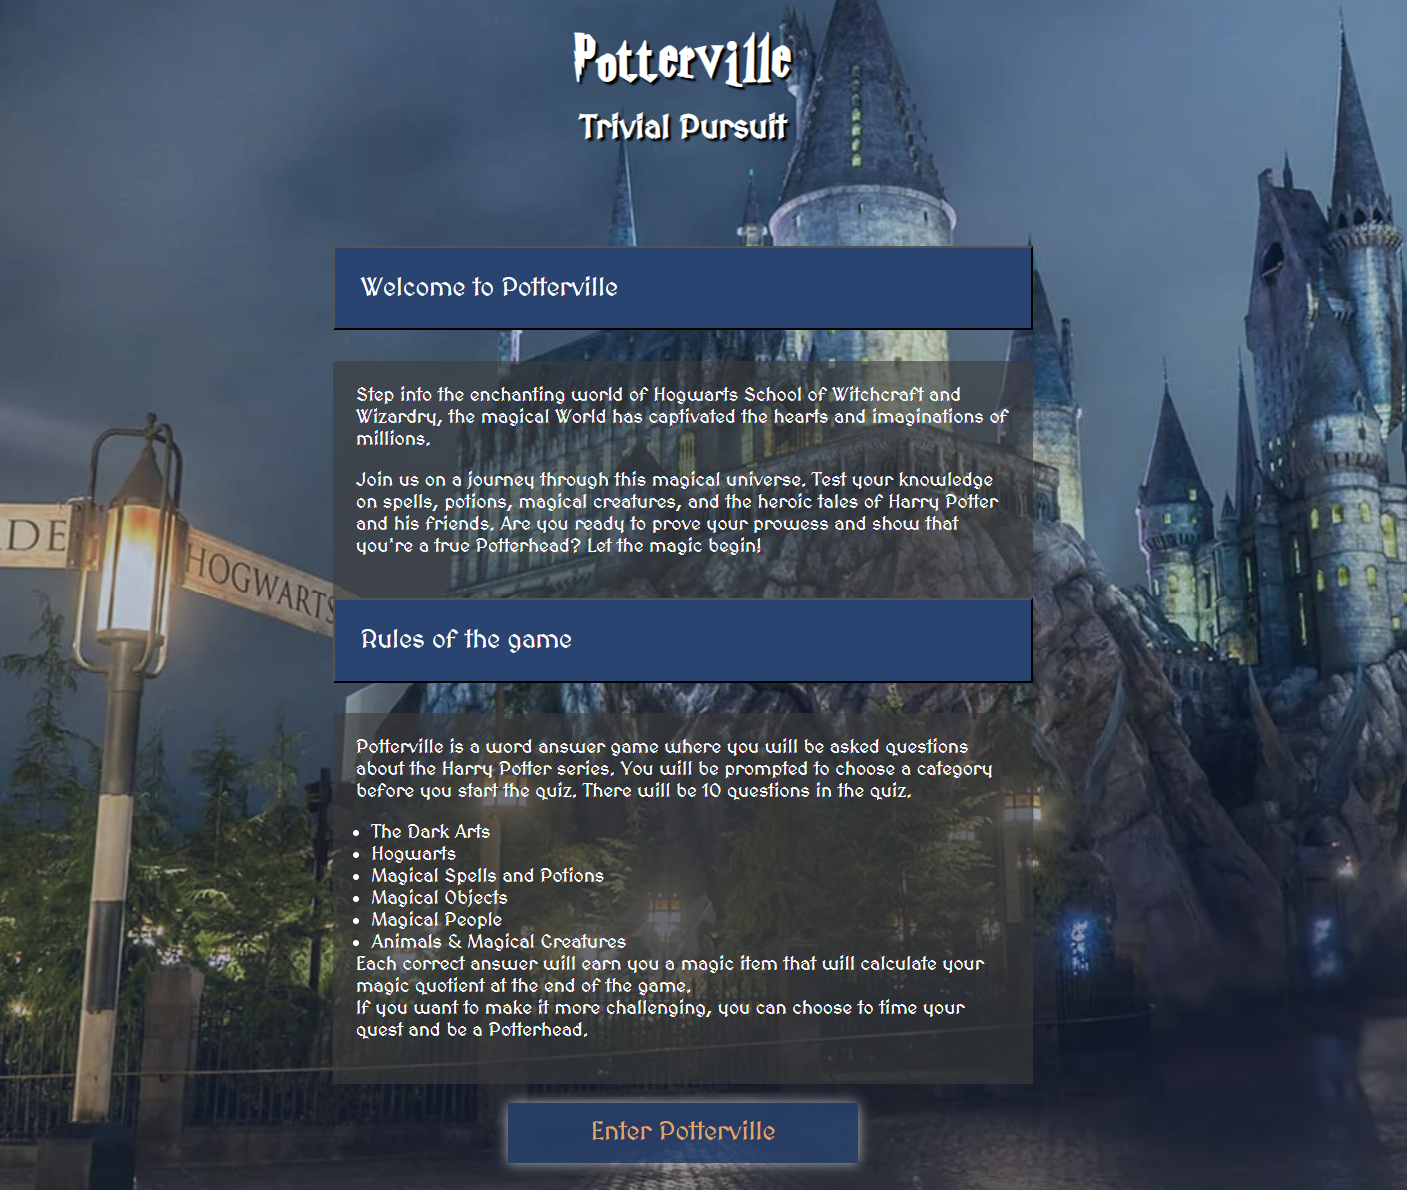 Potterville
Trivial Pursuit
Welcome to Potterville
Step into the enchanting world of Hogwarts School of Witchcraft and
Wizardry, the magical World has captivated the hearts and imaginations of
millions.
Join us on a journey through this magical universe. Test your knowledge
on spells, potions, magical creatures, and the heroic tales of Harry Potter
and his friends. Are you ready to prove your prowess and show that
you're a true Potterhead? Let the magic begin!
ADE
HOGWARTS
Rules of the game
Potterville is a word answer game where you will be asked questions
about the Harry Potter series. You will be prompted to choose a category
before you start the quiz. There will be 10 questions in the quiz.
• The Dark Arts
• Hogwarts
• Magical Spells and Potions
• Magical Objects
• Magical People
• Animals & Magical Creatures
Each correct answer will earn you a magic item that will calculate your
magic quotient at the end of the game.
If you want to make it more challenging, you can choose to time your
quest and be a Potterhead.
Enter Potterville